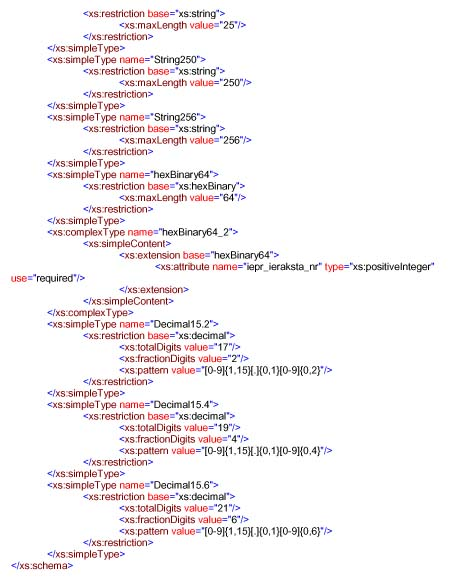 <xs:restriction base="xs:string">
<xs:maxLength value="25"/>
</xs:restriction>
</xs:simpleType>
<xs:simpleType name="String250">
<xs:restriction base="xs:string">
<xs:maxLength value="250"/>
</xs:restriction>
</xs:simpleType>
<xs:simpleType name="String256">
<xs:restriction base="xs:string">
<xs:maxLength value="256"/>
</xs:restriction>
</xs:simpleType>
<xs:simpleType name="hexBinary64">
<xs:restriction base="xs:hexBinary">
<xs:maxLength value="64"/>
</xs:restriction>
</xs:simpleType>
<xs:complexType name="hexBinary64_2">
<xs:simpleContent>
<xs:extension base="hexBinary64">
<xs:attribute name="iepr_ieraksta_nr" type="xs:positiveInteger"
use="required"/>
</xs:extension>
</xs:simpleContent>
</xs:complexType>
<xs:simpleType name="Decimal15.2">
<xs:restriction base="xs:decimal">
<xs:totalDigits value="17"/>
<xs:fractionDigits value="2"/>
<xs:pattern value="[0-9]{1,15}[.]{0,1}[0-9]{0,2}"/>
</xs:restriction>
</xs:simpleType>
<xs:simpleType name="Decimal15.4">
<xs:restriction base="xs:decimal">
<xs:totalDigits value="19"/>
<xs:fractionDigits value="4"/>
<xs:pattern value="[0-9]{1,15}[.]{0,1}[0-9]{0,4}"/>
</xs:restriction>
</xs:simpleType>
<xs:simpleType name="Decimal15.6">
<xs:restriction base="xs:decimal">
<xs:totalDigits value="21"/>
<xs:fractionDigits value="6"/>
<xs:pattern value="[0-9]{1,15}[.]{0,1}[0-9]{0,6}"/>
</xs:restriction>
</xs:simpleType>
</xs:schema>